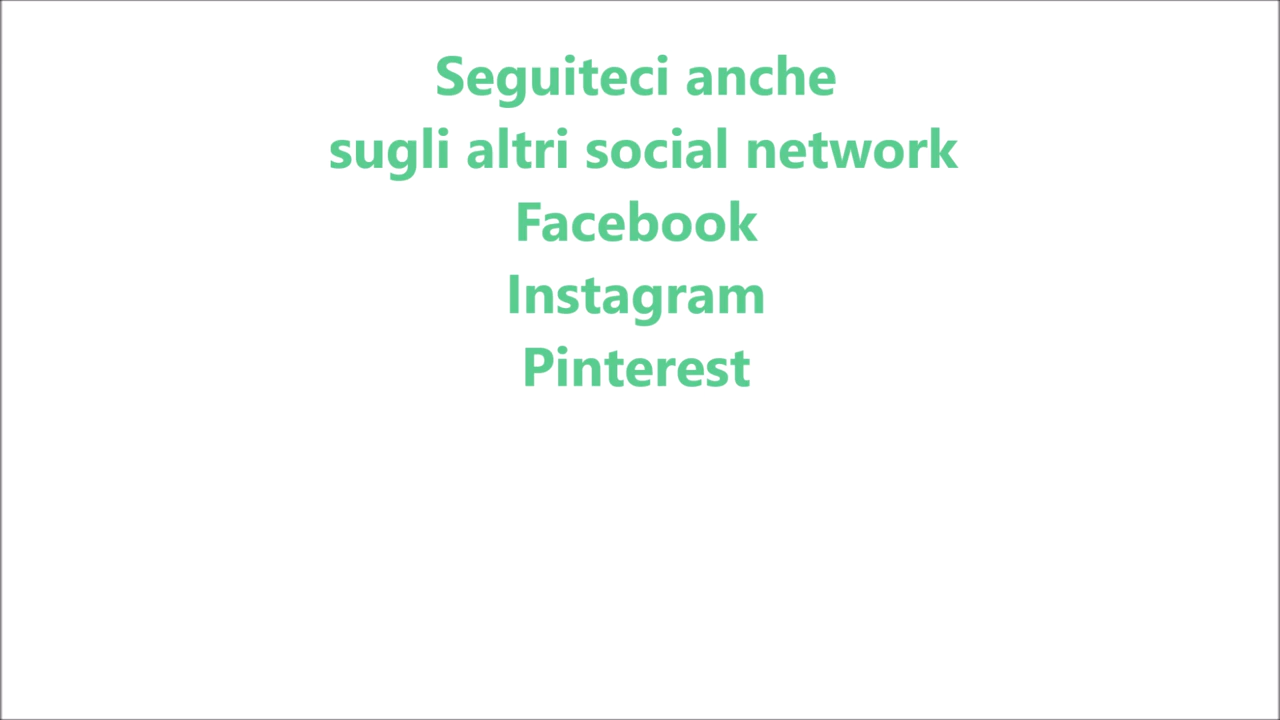 Seguiteci anche
sugli altri social network
Facebook
Instagram
Pinterest